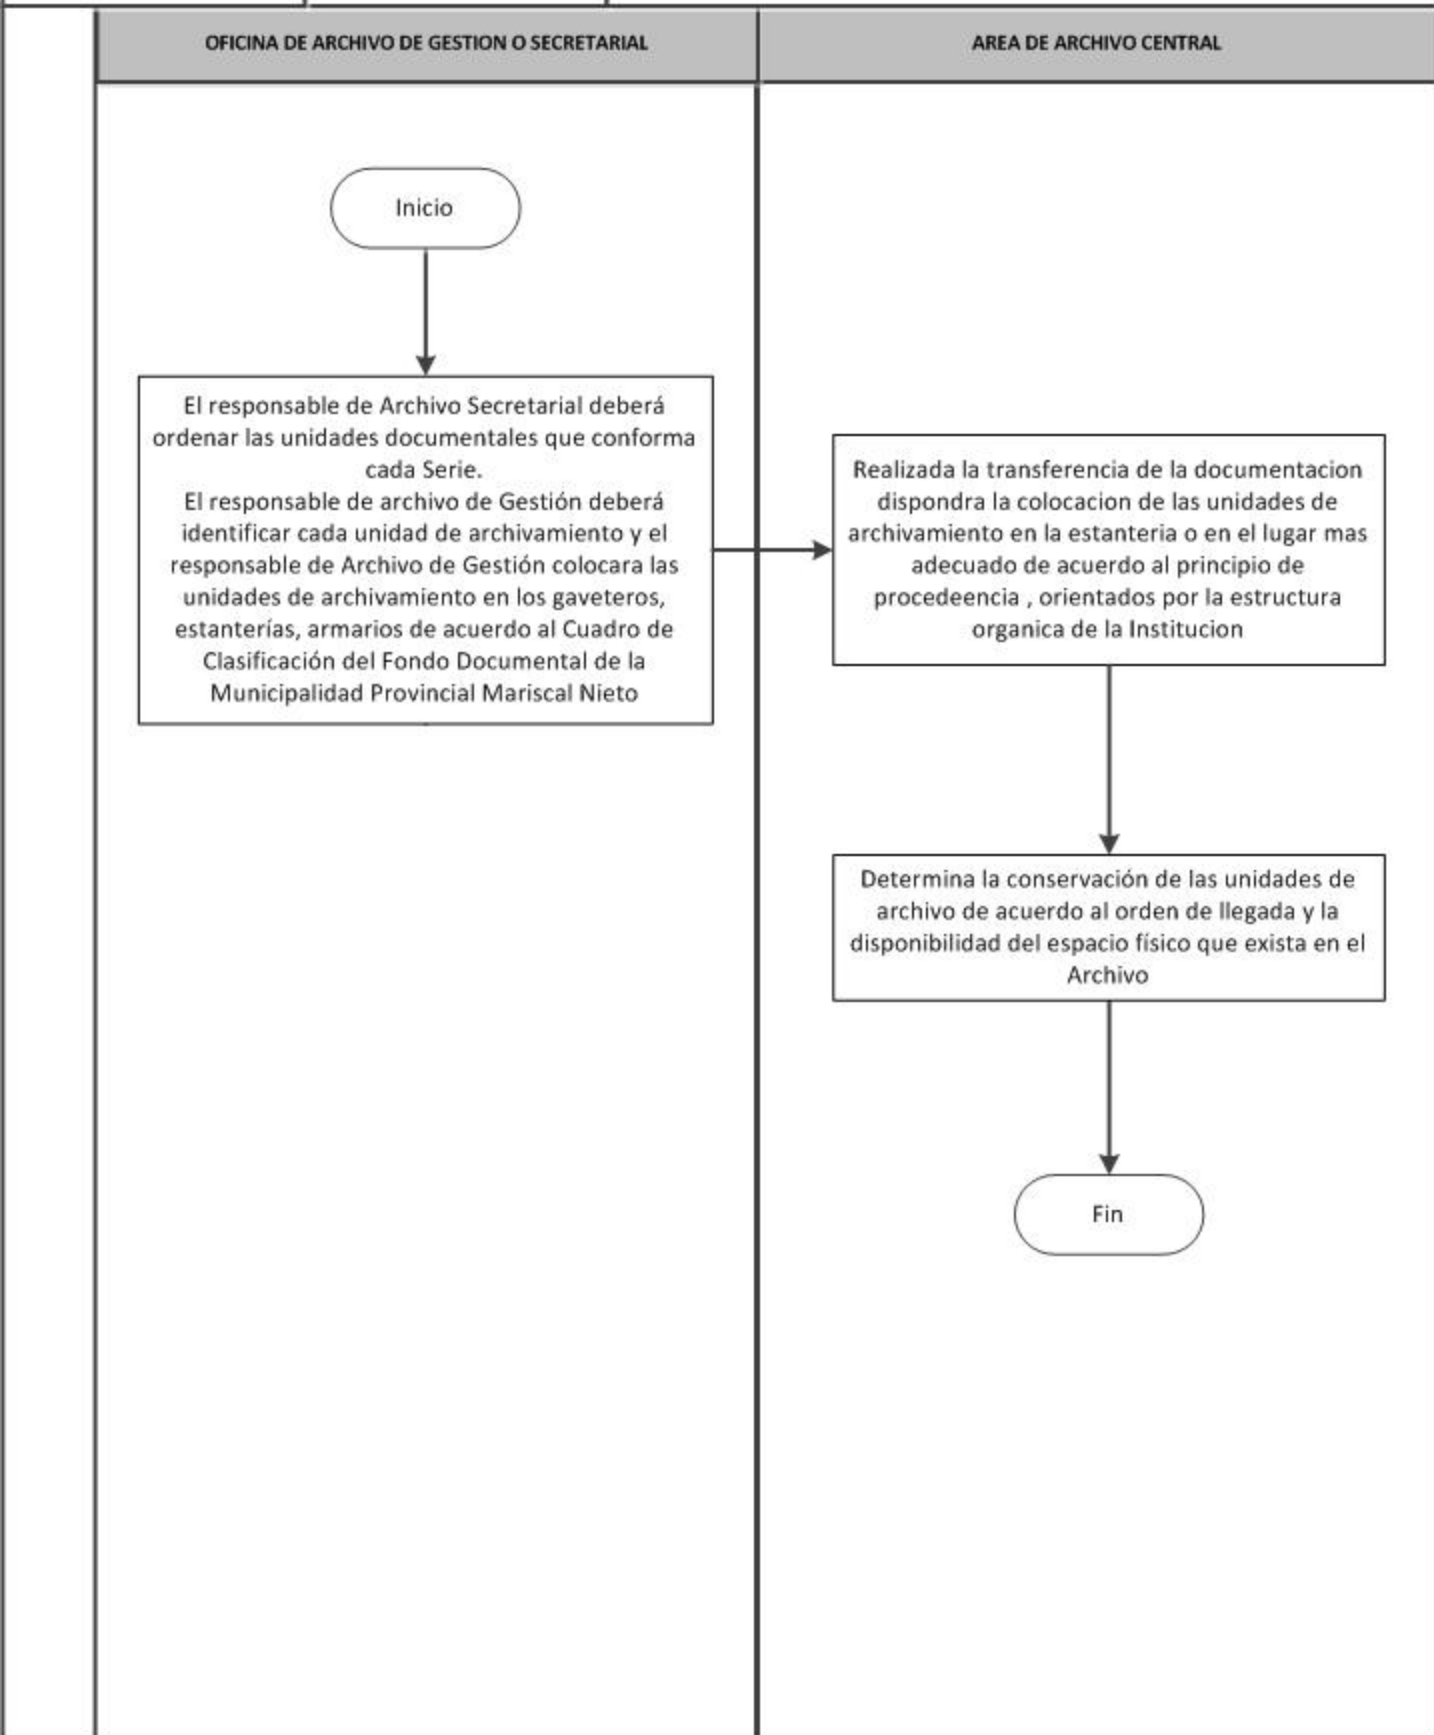 OFICINA DE ARCHIVO DE GESTION O SECRETARIAL
AREA DE ARCHIVO CENTRAL
Inicio
El responsable de Archivo Secretarial deberá
ordenar las unidades documentales que conforma
cada Serie.
El responsable de archivo de Gestión deberá
identificar cada unidad de archivamiento y el
responsable de Archivo de Gestión colocara las
unidades de archivamiento en los gaveteros,
estanterías, armarios de acuerdo al Cuadro de
Clasificación del Fondo Documental de la
Municipalidad Provincial Mariscal Nieto
Realizada la transferencia de la documentacion
dispondra la colocacion de las unidades de
archivamiento en la estanteria o en el lugar mas
adecuado de acuerdo al principio de
procedeencia , orientados por la estructura
organica de la Institucion
Determina la conservación de las unidades de
archivo de acuerdo al orden de llegada y la
disponibilidad del espacio físico que exista en el
Archivo
Fin